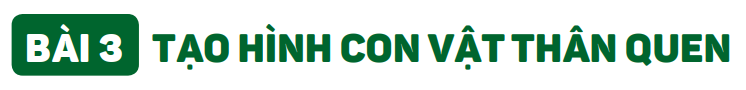 BÀI 3 TẠO HÌNH CON VẬT THÂN QUEN